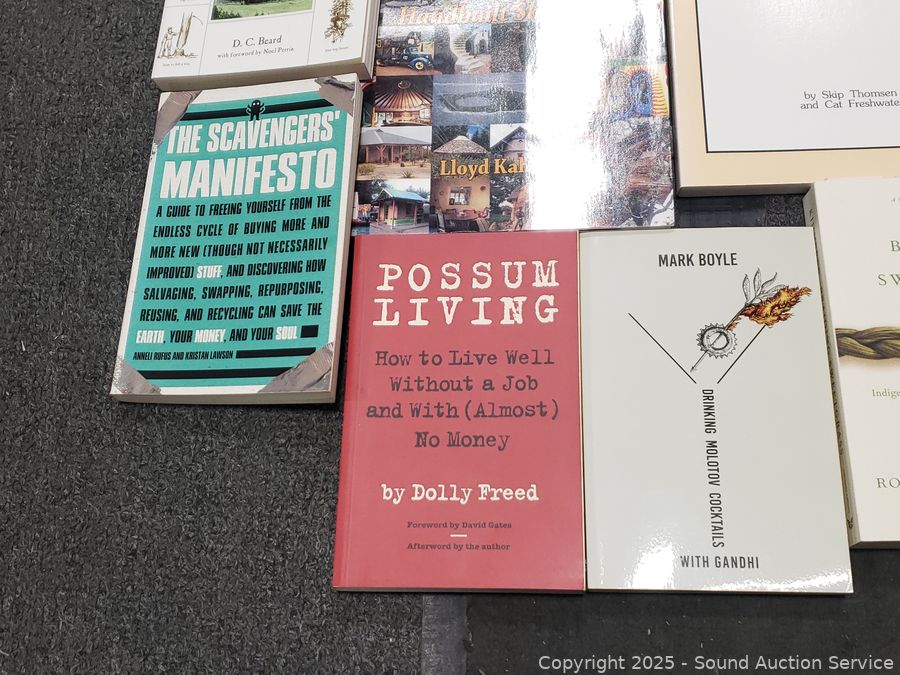 D. C. Beard
with foreword by Noel Perrin
Handbuilt
Lloyd Kah
by Skip Thomsen
and Cat Freshwate
THE SCAVENGERS'
MANIFESTO
A GUIDE TO FREEING YOURSELF FROM THE
ENDLESS CYCLE OF BUYING MORE AND
MORE NEW (THOUGH NOT NECESSARILY
IMPROVED) STUFF, AND DISCOVERING HOW
SALVAGING, SWAPPING, REPURPOSING,
REUSING, AND RECYCLING CAN SAVE THE
EARTH, YOUR MONEY, AND YOUR SOUL
ANNELI RUFUS AND KRISTAN LAWSON
POSSUM
LIVING
How to Live Well
Without a Job
and With (Almost)
No Money
by Dolly Freed
Foreword by David Gates
Afterword by the author
MARK BOYLE
DRINKING MOLOTOV COCKTAILS
WITH GANDHI
B
SW
Indige
RO
Copyright 2025 - Sound Auction Service